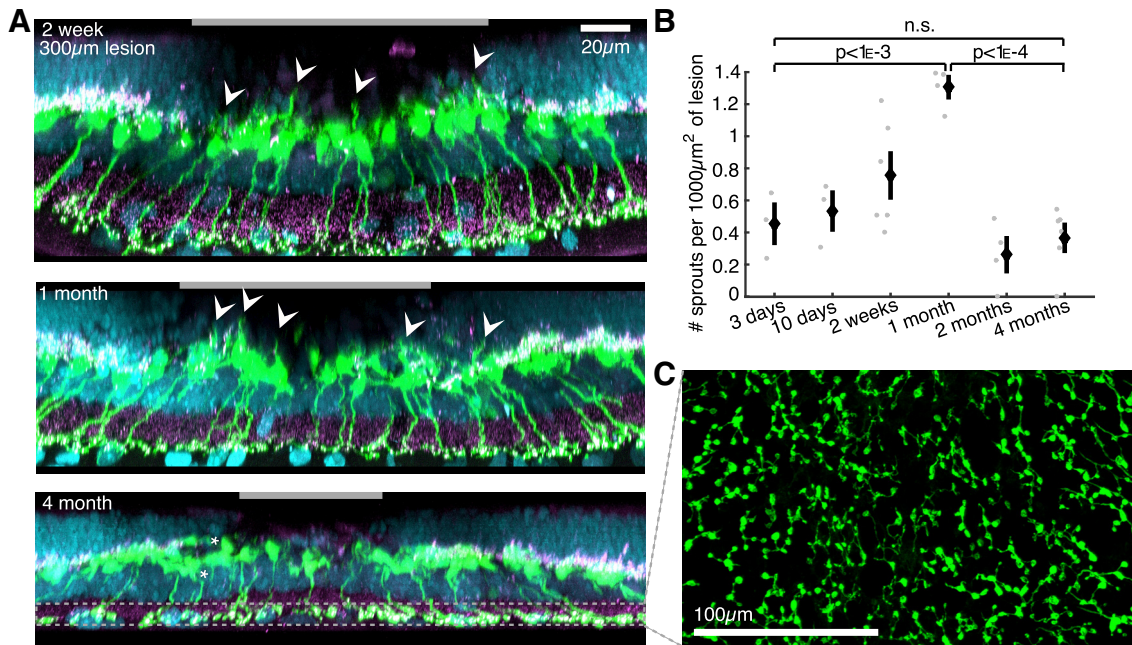 A
2 week
300µm lesion
20µm
1 month
4 month
*
*
B
n.s.
p<1E-3
p<1E-4
# sprouts per 1000µm² of lesion
1.4
1.2
1
0.8
0.6
0.4
0.2
0
3 days
10 days
2 weeks
1 month
2 months
4 months
C
100µm